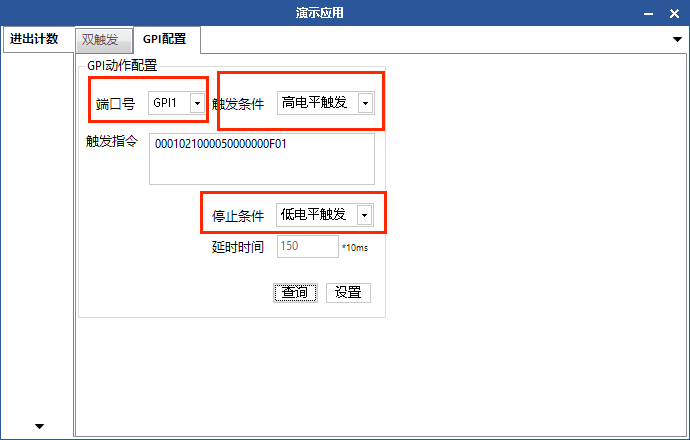 演示应用
进出计数 双触发 GPI配置
GPI动作配置
端口号 GPI1 触发条件 高电平触发
触发指令 0001021000050000000F01
停止条件 低电平触发
延时时间 150 *10ms
查询 设置